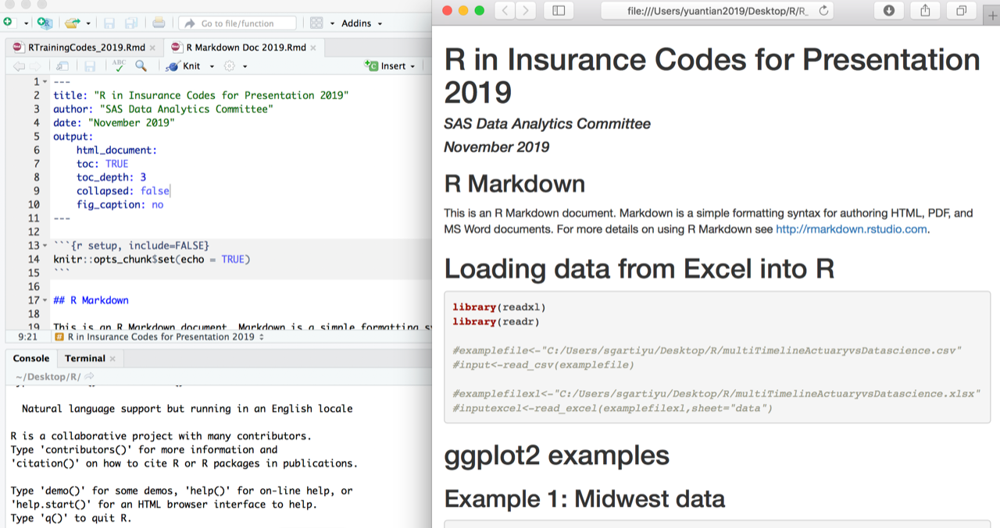 Go to file/function
Addins
RTrainingCodes_2019.Rmd
R Markdown Doc 2019.Rmd
ABC
Knit
Insert
1 ---
2 title: "R in Insurance Codes for Presentation 2019"
3 author: "SAS Data Analytics Committee"
4 date: "November 2019"
5 output:
6 html_document:
7 toc: TRUE
8 toc_depth: 3
9 collapsed: false
10 fig_caption: no
11 ---
12
13 ```{r setup, include=FALSE}
14 knitr::opts_chunk$set(echo = TRUE)
15 ```
16
17 ## R Markdown
18
19 This is an R Markdown document. Markdown is a simple formatting
9:21 # R in Insurance Codes for Presentation 2019
Console Terminal
~/Desktop/R/
Natural language support but running in an English locale
R is a collaborative project with many contributors.
Type 'contributors()' for more information and
'citation()' on how to cite R or R packages in publications.
Type 'demo()' for some demos, 'help()' for on-line help, or
'help.start()' for an HTML browser interface to help.
Type 'q()' to quit R.
file:///Users/yuantian2019/Desktop/R/R_
R in Insurance Codes for Presentation
2019
SAS Data Analytics Committee
November 2019
R Markdown
This is an R Markdown document. Markdown is a simple formatting syntax for authoring HTML, PDF, and
MS Word documents. For more details on using R Markdown see http://rmarkdown.rstudio.com.
Loading data from Excel into R
library(readxl)
library(readr)
#examplefile<-"C:/Users/sgartiyu/Desktop/R/multiTimelineActuaryvsDatascience.csv"
#input<-read_csv(examplefile)
#examplefilexl<-"C:/Users/sgartiyu/Desktop/R/multiTimelineActuaryvsDatascience.xlsx"
#inputexcel<-read_excel(examplefilexl,sheet="data")
ggplot2 examples
Example 1: Midwest data